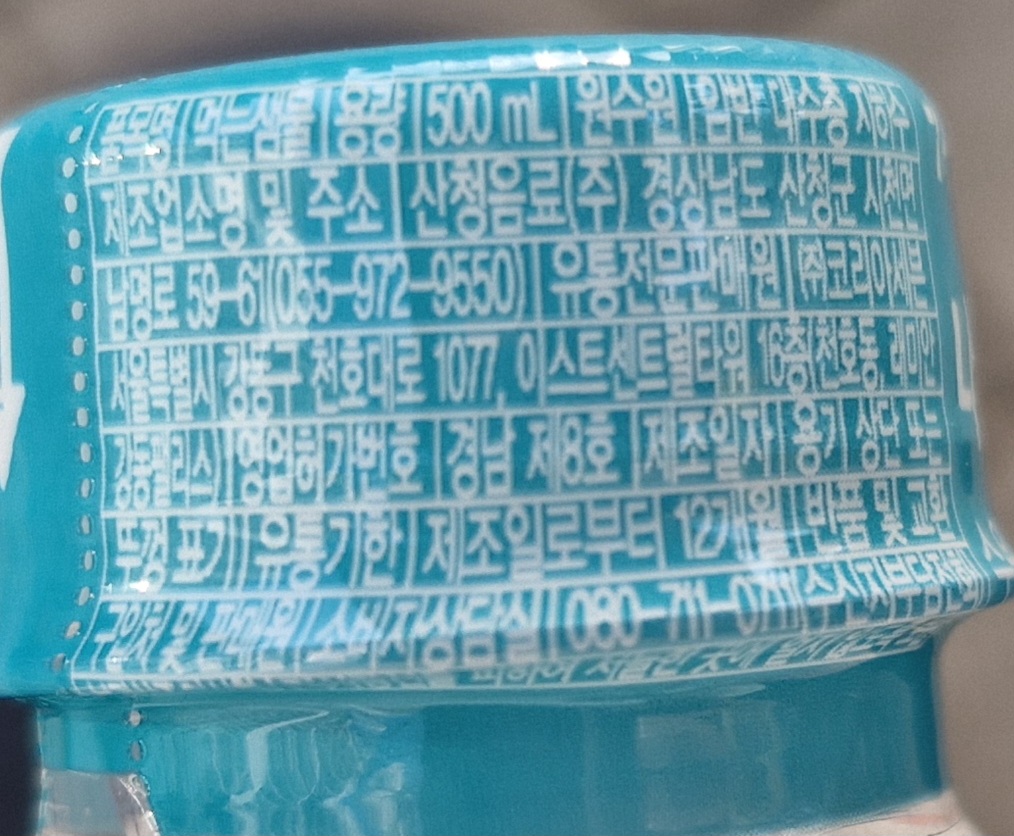 품목명 먹는샘물 용량 500 mL 원수원 암반대수층지하수
제조업소명 및 주소 산청음료(주) 경상남도 산청군 시천면
남명로 59-61(055-972-9550) 유통전문판매원 ㈜코리아세븐
서울특별시 강동구 천호대로 1077, 이스트센트럴타워 16층(천호동, 래미안
강동팰리스) 영업허가번호 경남 제8호 제조일자 용기 상단 또는
뚜껑 표기 유통기한 제조일로부터 12개월 반품 및 교환
구입처 및 판매원 소비자상담실 080-711-0711(수신자부담전화)